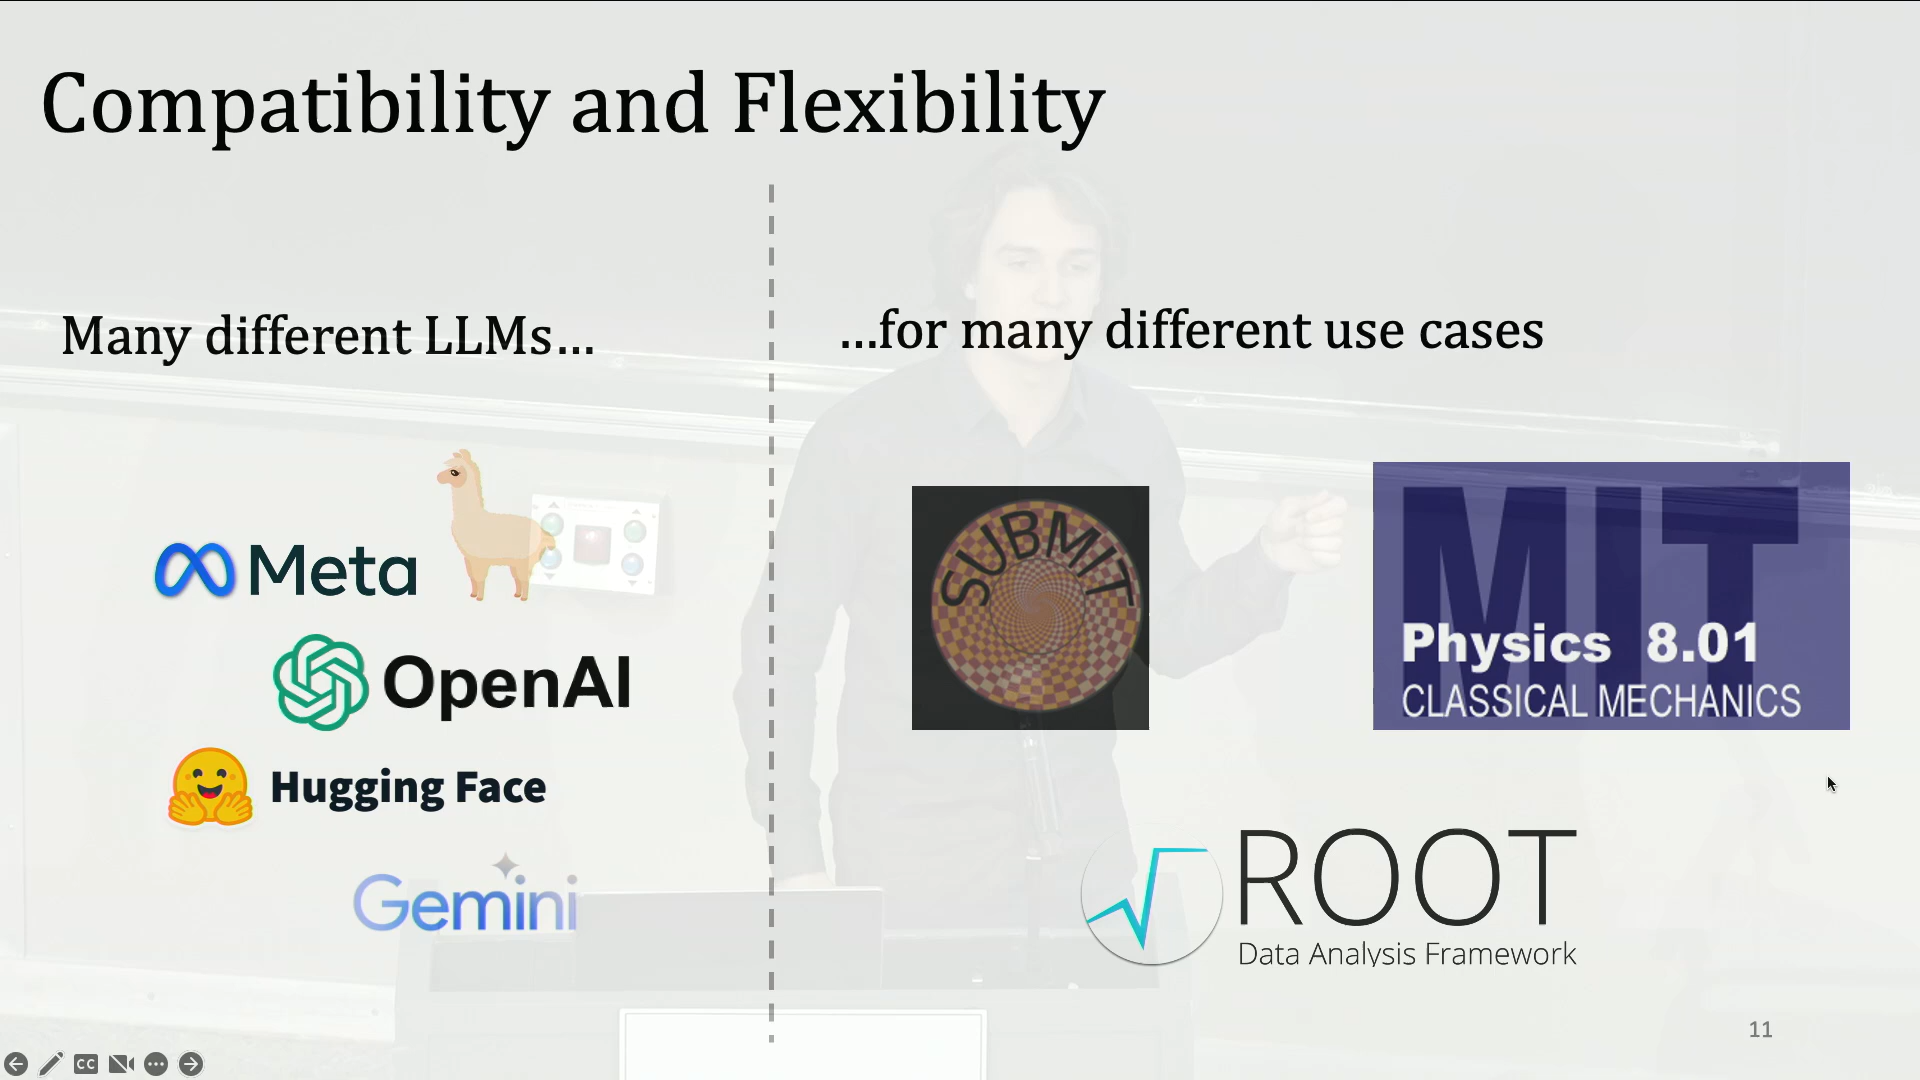 Compatibility and Flexibility
Many different LLMs...
Meta
OpenAI
Hugging Face
Gemini
...for many different use cases
SUBMIT
MIT
Physics 8.01
CLASSICAL MECHANICS
ROOT
Data Analysis Framework
11
CC